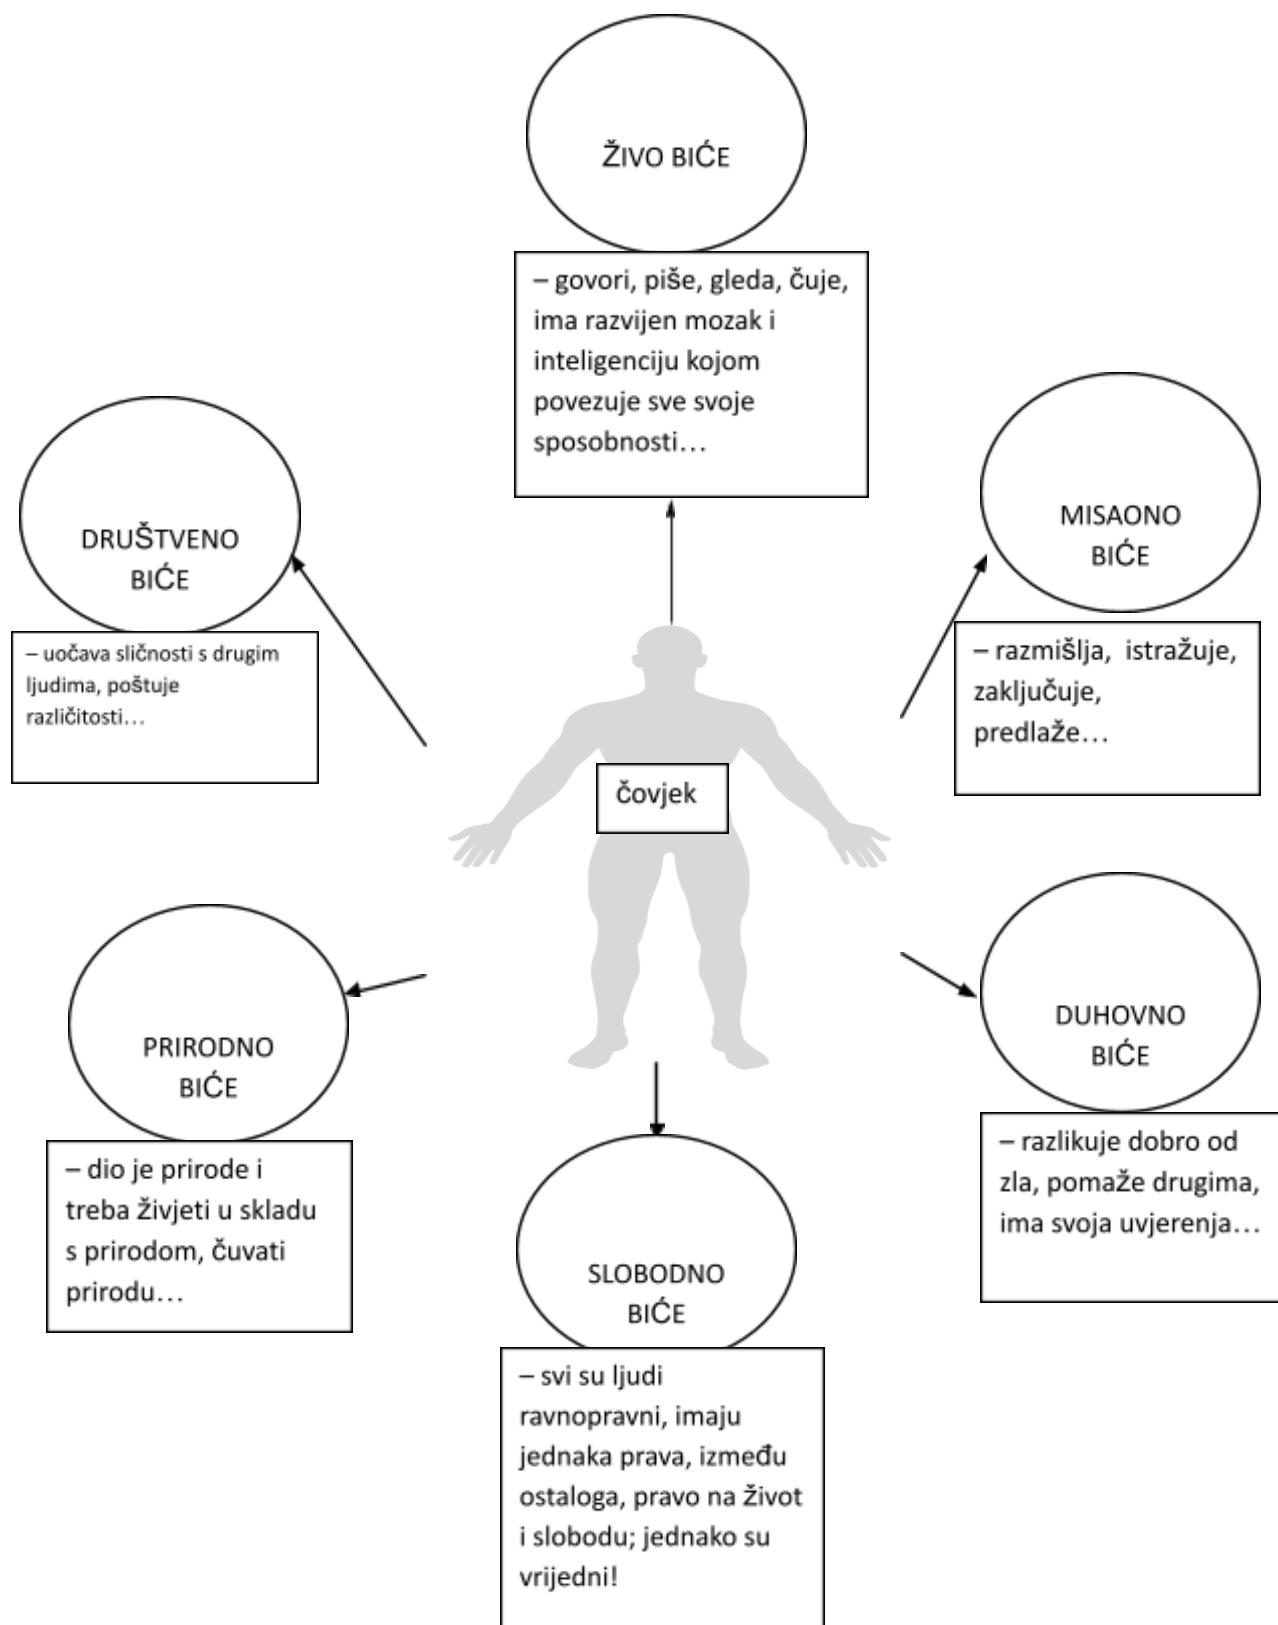 ŽIVO BIĆE
– govori, piše, gleda, čuje,
ima razvijen mozak i
inteligenciju kojom
povezuje sve svoje
sposobnosti…
DRUŠTVENO
BIĆE
– uočava sličnosti s drugim
ljudima, poštuje
različitosti…
MISAONO
BIĆE
– razmišlja, istražuje,
zaključuje,
predlaže…
čovjek
PRIRODNO
BIĆE
– dio je prirode i
treba živjeti u skladu
s prirodom, čuvati
prirodu…
DUHOVNO
BIĆE
– razlikuje dobro od
zla, pomaže drugima,
ima svoja uvjerenja…
SLOBODNO
BIĆE
– svi su ljudi
ravnopravni, imaju
jednaka prava, između
ostaloga, pravo na život
i slobodu; jednako su
vrijedni!